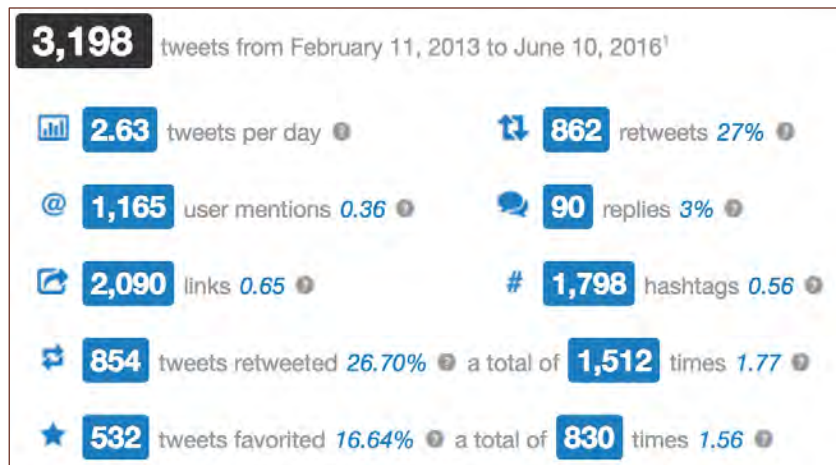 3,198 tweets from February 11, 2013 to June 10, 2016¹
2.63 tweets per day ?
862 retweets 27% ?
@ 1,165 user mentions 0.36 ?
90 replies 3% ?
2,090 links 0.65 ?
# 1,798 hashtags 0.56 ?
854 tweets retweeted 26.70% ? a total of 1,512 times 1.77 ?
532 tweets favorited 16.64% ? a total of 830 times 1.56 ?